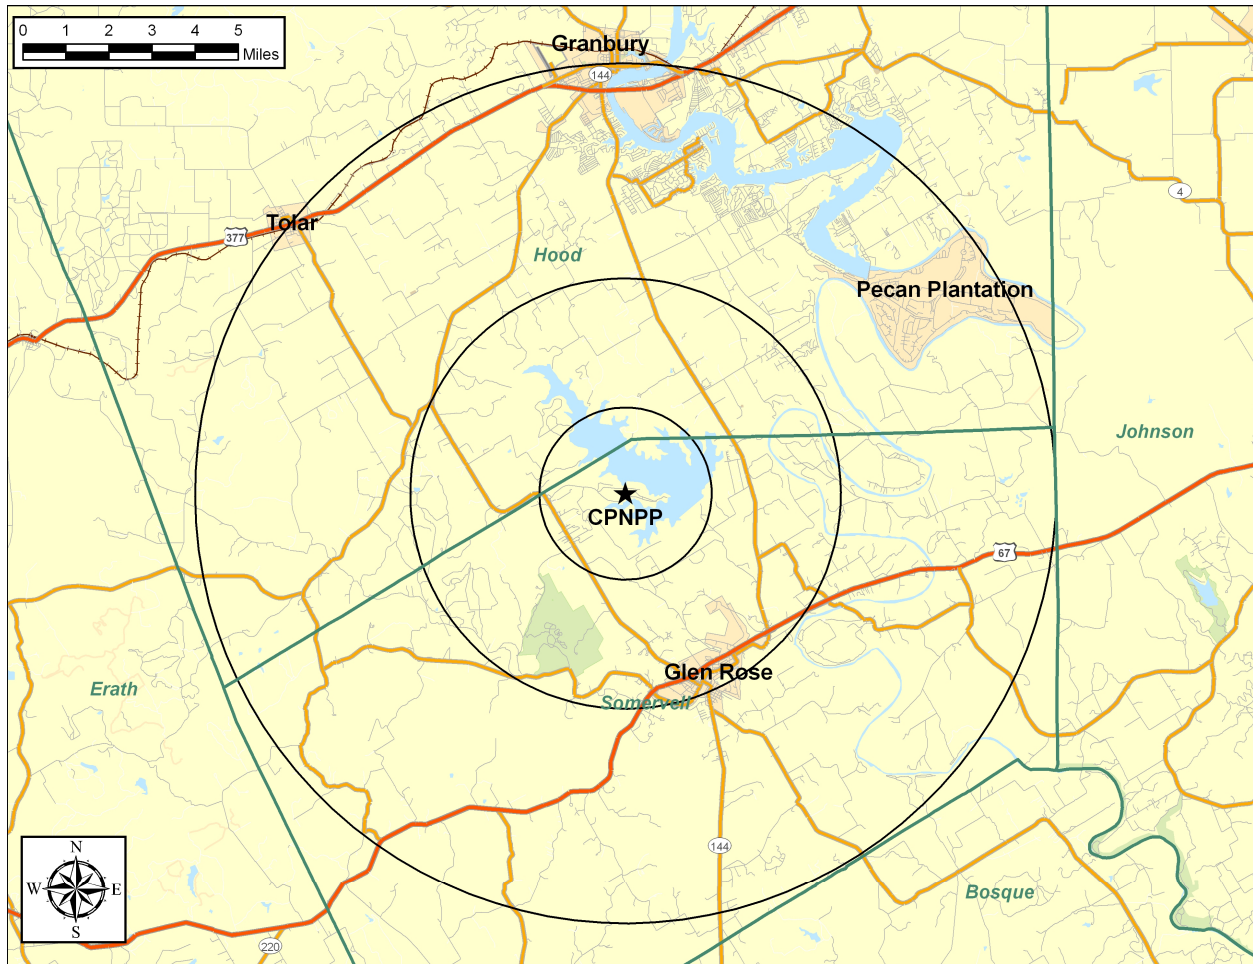 0 1 2 3 4 5
Miles
Granbury
144
4
Tolar
377
Hood
Pecan Plantation
Johnson
CPNPP
67
Glen Rose
Erath
Somervell
144
N
W E
S
Bosque
220